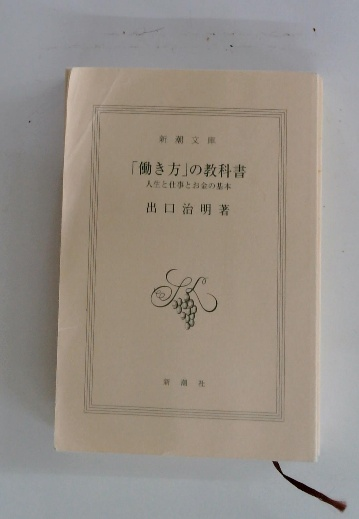 新潮文庫
「働き方」の教科書
人生と仕事とお金の基本
出口治明著
新潮社